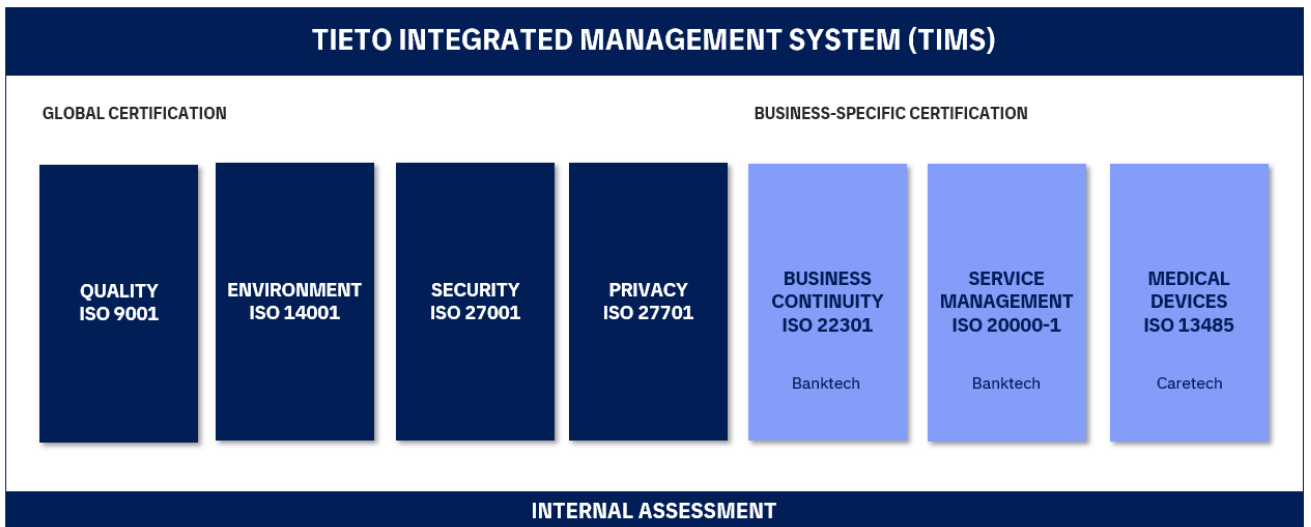 TIETO INTEGRATED MANAGEMENT SYSTEM (TIMS)
GLOBAL CERTIFICATION
BUSINESS-SPECIFIC CERTIFICATION
QUALITY
ISO 9001
ENVIRONMENT
ISO 14001
SECURITY
ISO 27001
PRIVACY
ISO 27701
BUSINESS
CONTINUITY
ISO 22301
Banktech
SERVICE
MANAGEMENT
ISO 20000-1
Banktech
MEDICAL
DEVICES
ISO 13485
Caretech
INTERNAL ASSESSMENT